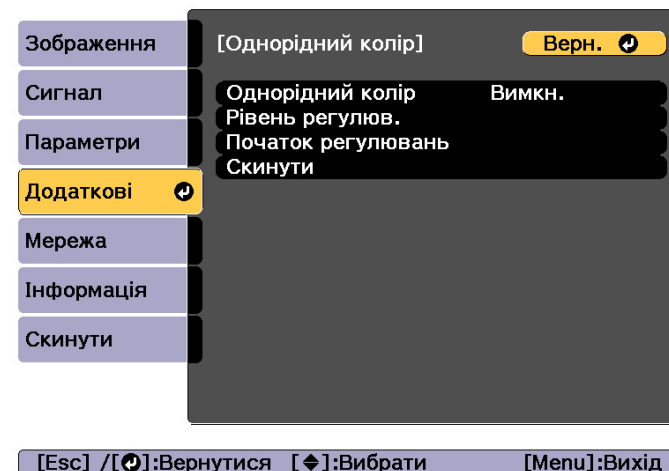 Зображення
Сигнал
Параметри
Додаткові
Мережа
Інформація
Скинути
[Однорідний колір] Верн.
Однорідний колір Вимкн.
Рівень регулюв.
Початок регулювань
Скинути
[Esc] /[ ]:Вернутися [ ]:Вибрати [Menu]:Вихід